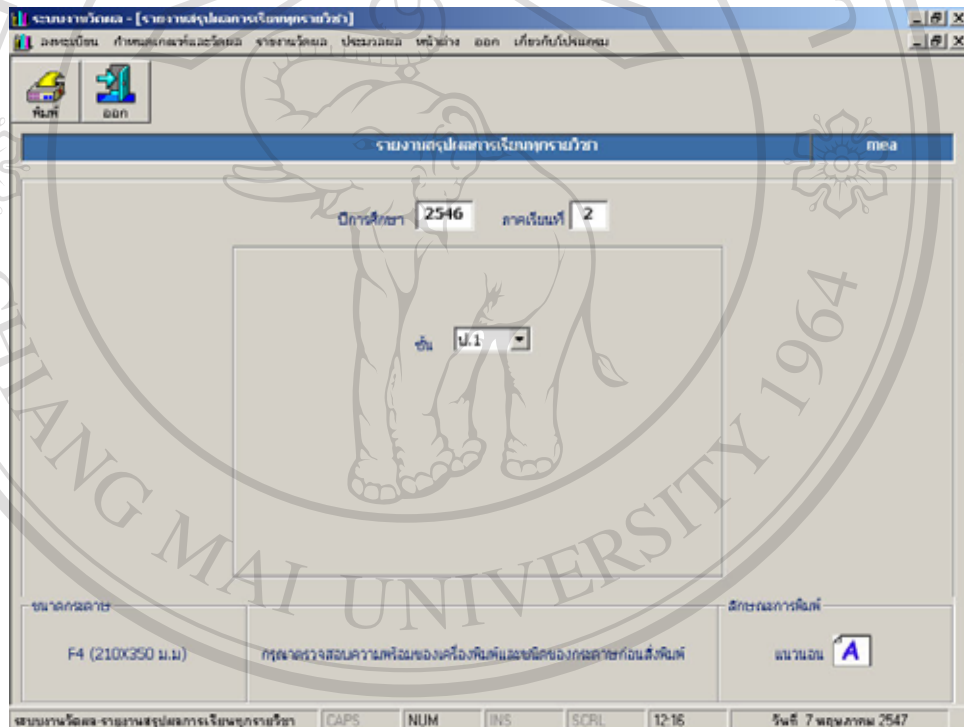 ระบบงานวัดผล - [รายงานสรุปผลการเรียนทุกรายวิชา]
ลงทะเบียน กำหนดเกณฑ์และวัดผล รายงานวัดผล ประมวลผล หน้าต่าง ออก เกี่ยวกับโปรแกรม
พิมพ์ ออก
รายงานสรุปผลการเรียนทุกรายวิชา mea
ปีการศึกษา 2546 ภาคเรียนที่ 2
ชั้น ป.1
ขนาดกระดาษ ลักษณะการพิมพ์
F4 (210X350 ม.ม) กรุณาตรวจสอบความพร้อมของเครื่องพิมพ์และชนิดของกระดาษก่อนสั่งพิมพ์ แนวนอน A
ระบบงานวัดผล-รายงานสรุปผลการเรียนทุกรายวิชา CAPS NUM INS SCRL 12:16 วันที่ 7 พฤษภาคม 2547
CHIANG MAI UNIVERSITY 1964